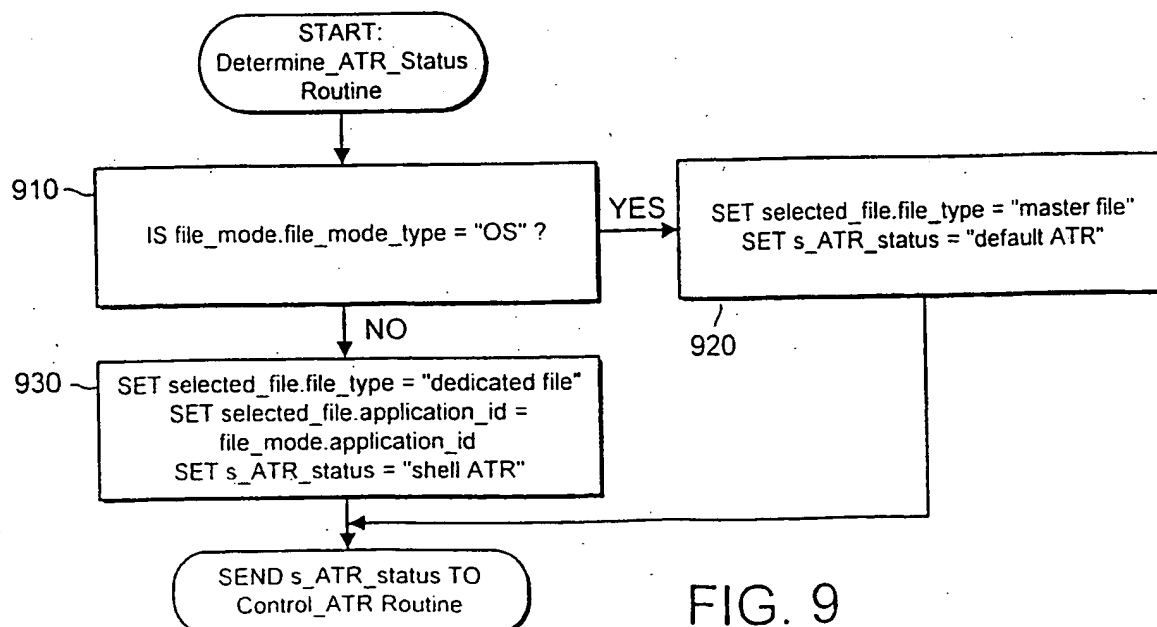 START:
Determine_ATR_Status
Routine
910
IS file_mode.file_mode_type = "OS" ?
YES
SET selected_file.file_type = "master file"
SET s_ATR_status = "default ATR"
920
NO
930
SET selected_file.file_type = "dedicated file"
SET selected_file.application_id =
file_mode.application_id
SET s_ATR_status = "shell ATR"
SEND s_ATR_status TO
Control_ATR Routine
FIG. 9